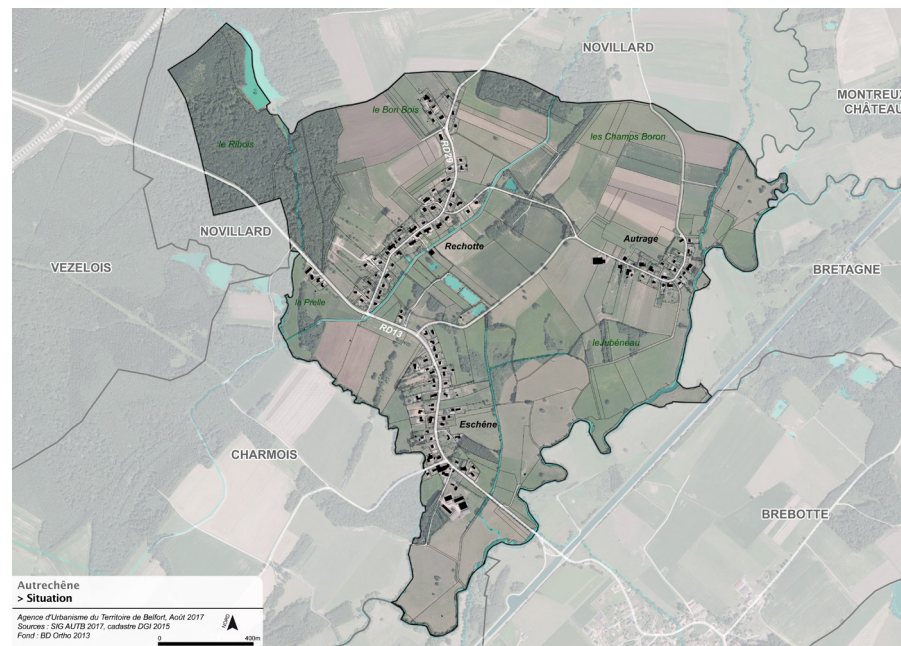 NOVILLARD
MONTREUX
CHÂTEAU
le Bon Bois
le Ribois
RD29
les Champs Boron
NOVILLARD
Rechotte
Autrage
VEZELOIS
BRETAGNE
la Prelle
RD13
le Jubéneau
Eschêne
CHARMOIS
BREBOTTE
Autrechêne
> Situation
Agence d'Urbanisme du Territoire de Belfort, Août 2017
Sources : SIG AUTB 2017, cadastre DGI 2015
Fond : BD Ortho 2013
NORD
0 400m